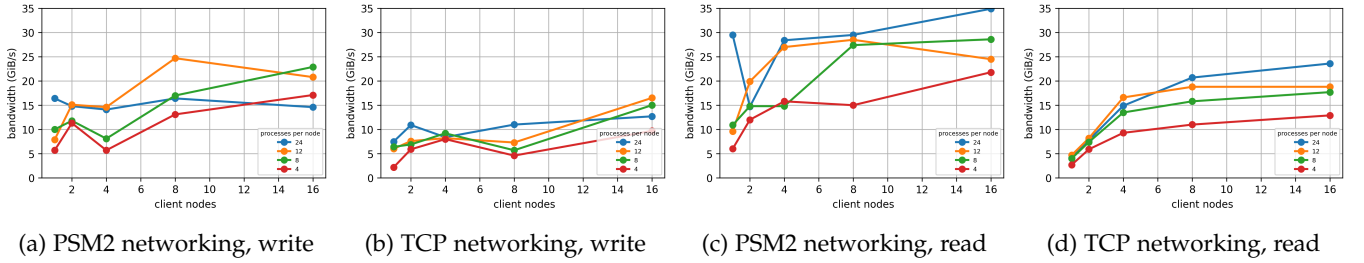 35
30
25
20
15
10
5
0
bandwidth (GiB/s)
2 4 6 8 10 12 14 16
client nodes
processes per node
24
12
8
4
(a) PSM2 networking, write
35
30
25
20
15
10
5
0
bandwidth (GiB/s)
2 4 6 8 10 12 14 16
client nodes
processes per node
24
12
8
4
(b) TCP networking, write
35
30
25
20
15
10
5
0
bandwidth (GiB/s)
2 4 6 8 10 12 14 16
client nodes
processes per node
24
12
8
4
(c) PSM2 networking, read
35
30
25
20
15
10
5
0
bandwidth (GiB/s)
2 4 6 8 10 12 14 16
client nodes
processes per node
24
12
8
4
(d) TCP networking, read